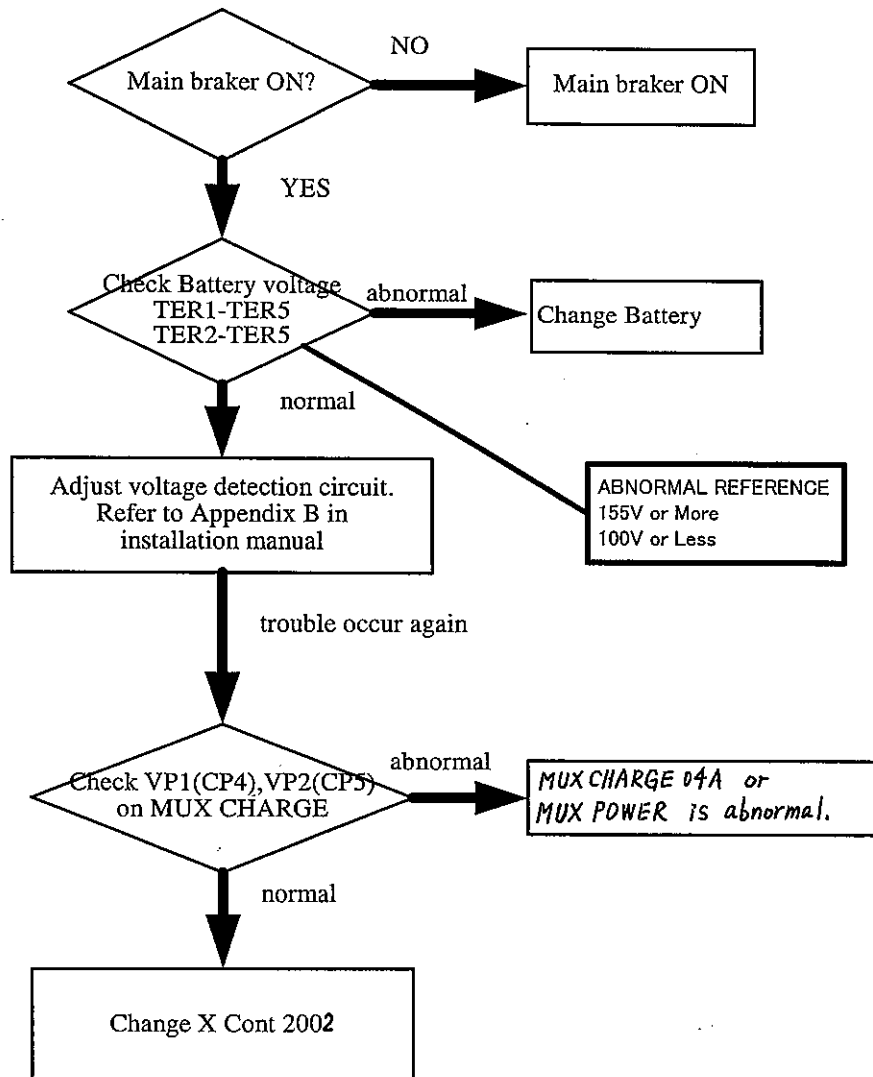 NO
Main braker ON?
Main braker ON
YES
Check Battery voltage
TER1-TER5
TER2-TER5
abnormal
Change Battery
normal
Adjust voltage detection circuit.
Refer to Appendix B in
installation manual
ABNORMAL REFERENCE
155V or More
100V or Less
trouble occur again
Check VP1(CP4),VP2(CP5)
on MUX CHARGE
abnormal
MUX CHARGE 04A or
MUX POWER is abnormal.
normal
Change X Cont 2002